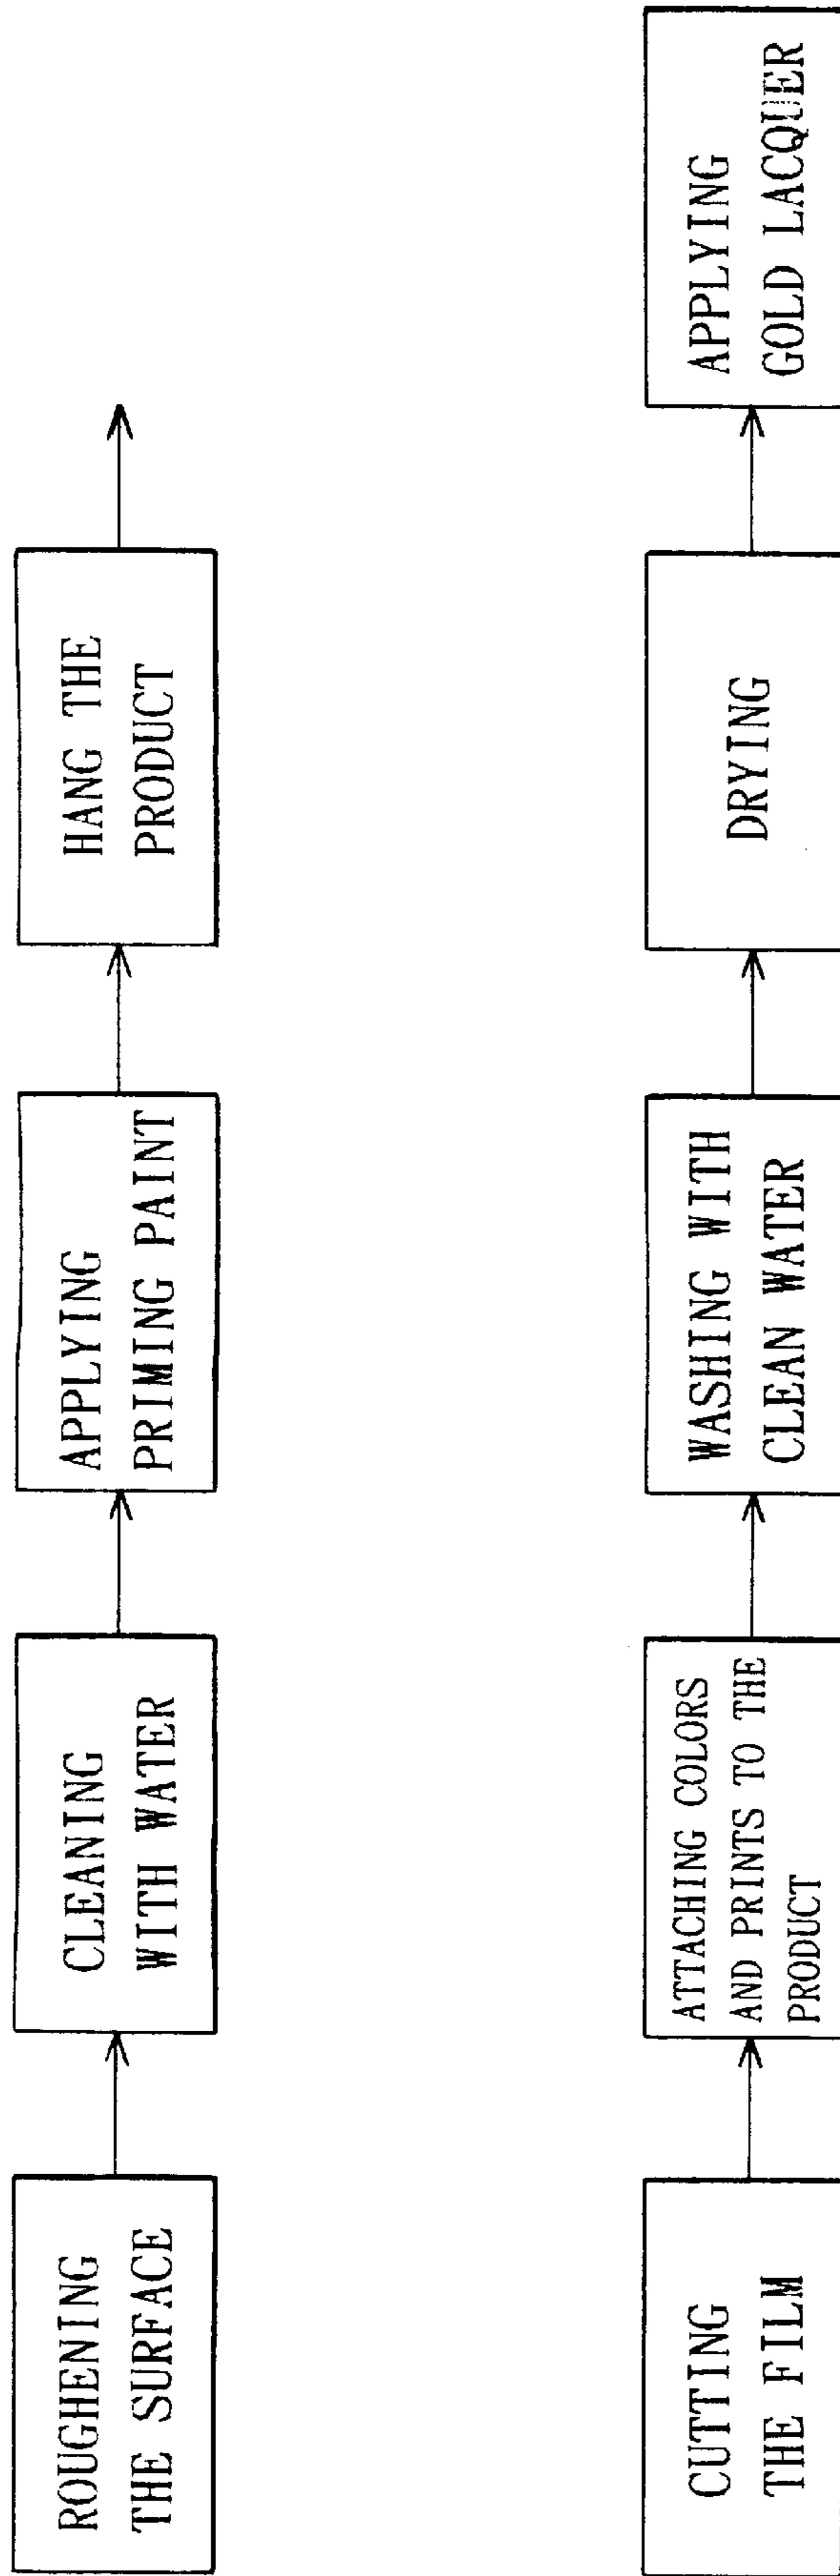 ROUGHENING
THE SURFACE
CLEANING
WITH WATER
APPLYING
PRIMING PAINT
HANG THE
PRODUCT
CUTTING
THE FILM
ATTACHING COLORS
AND PRINTS TO THE
PRODUCT
WASHING WITH
CLEAN WATER
DRYING
APPLYING
GOLD LACQUER